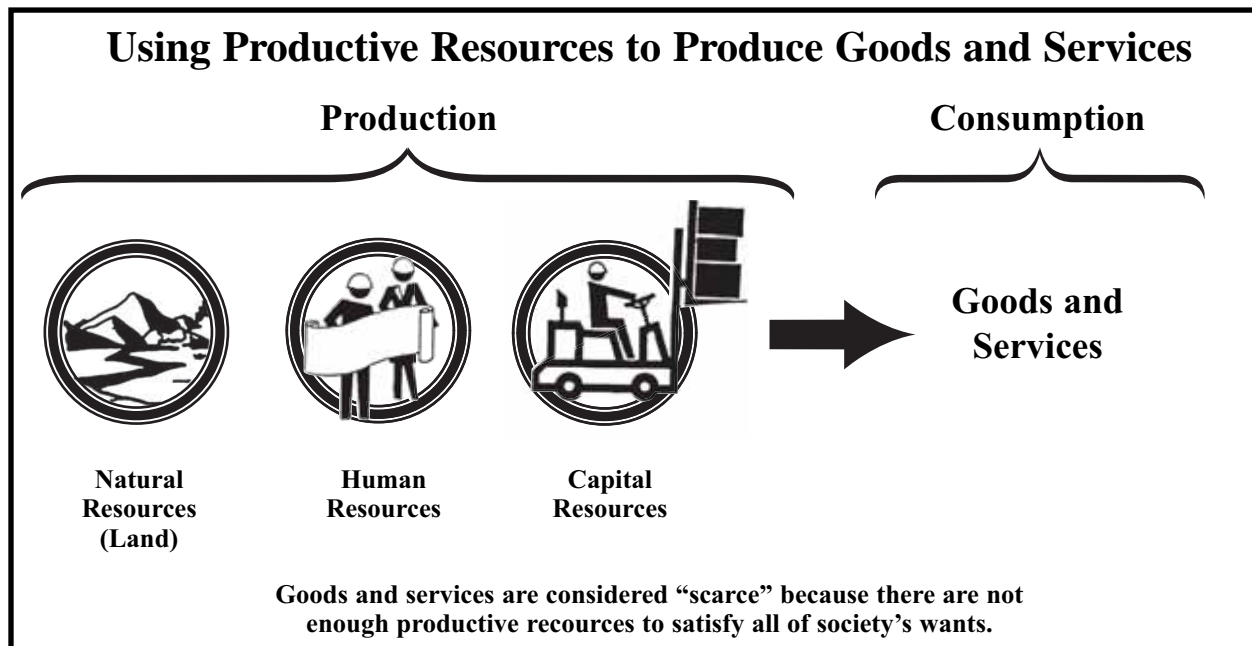 Using Productive Resources to Produce Goods and Services
Production
Consumption
Goods and
Services
Natural
Resources
(Land)
Human
Resources
Capital
Resources
Goods and services are considered “scarce” because there are not
enough productive recources to satisfy all of society’s wants.